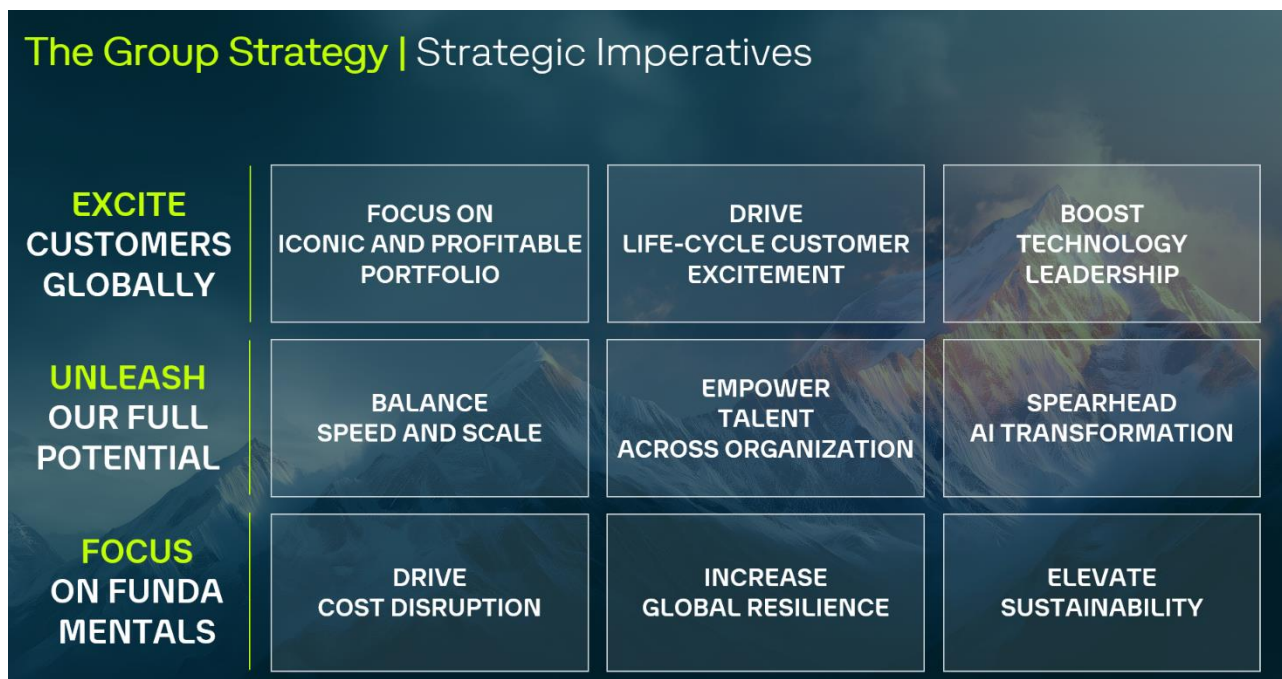 The Group Strategy | Strategic Imperatives
EXCITE
CUSTOMERS
GLOBALLY
FOCUS ON
ICONIC AND PROFITABLE
PORTFOLIO
DRIVE
LIFE-CYCLE CUSTOMER
EXCITEMENT
BOOST
TECHNOLOGY
LEADERSHIP
UNLEASH
OUR FULL
POTENTIAL
BALANCE
SPEED AND SCALE
EMPOWER
TALENT
ACROSS ORGANIZATION
SPEARHEAD
AI TRANSFORMATION
FOCUS
ON FUNDA
MENTALS
DRIVE
COST DISRUPTION
INCREASE
GLOBAL RESILIENCE
ELEVATE
SUSTAINABILITY